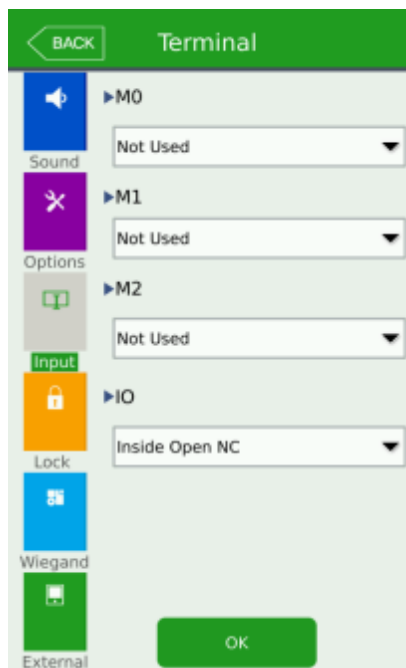 BACK
Terminal
Sound
Options
Input
Lock
Wiegand
External
▶M0
Not Used
▶M1
Not Used
▶M2
Not Used
▶IO
Inside Open NC
OK